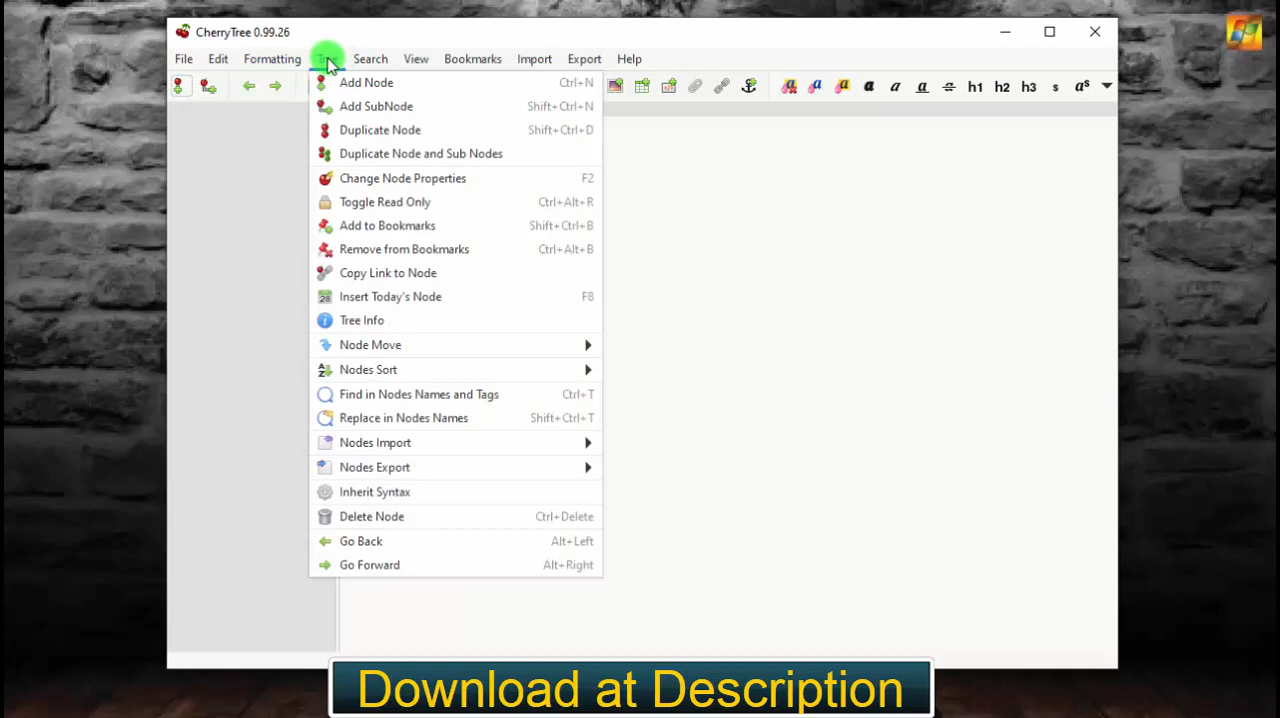 CherryTree 0.99.26
File Edit Formatting Tree Search View Bookmarks Import Export Help
h1 h2 h3 s
Add Node Ctrl+N
Add SubNode Shift+Ctrl+N
Duplicate Node Shift+Ctrl+D
Duplicate Node and Sub Nodes
Change Node Properties F2
Toggle Read Only Ctrl+Alt+R
Add to Bookmarks Shift+Ctrl+B
Remove from Bookmarks Ctrl+Alt+B
Copy Link to Node
Insert Today's Node F8
Tree Info
Node Move
Nodes Sort
Find in Nodes Names and Tags Ctrl+T
Replace in Nodes Names Shift+Ctrl+T
Nodes Import
Nodes Export
Inherit Syntax
Delete Node Ctrl+Delete
Go Back Alt+Left
Go Forward Alt+Right
Download at Description